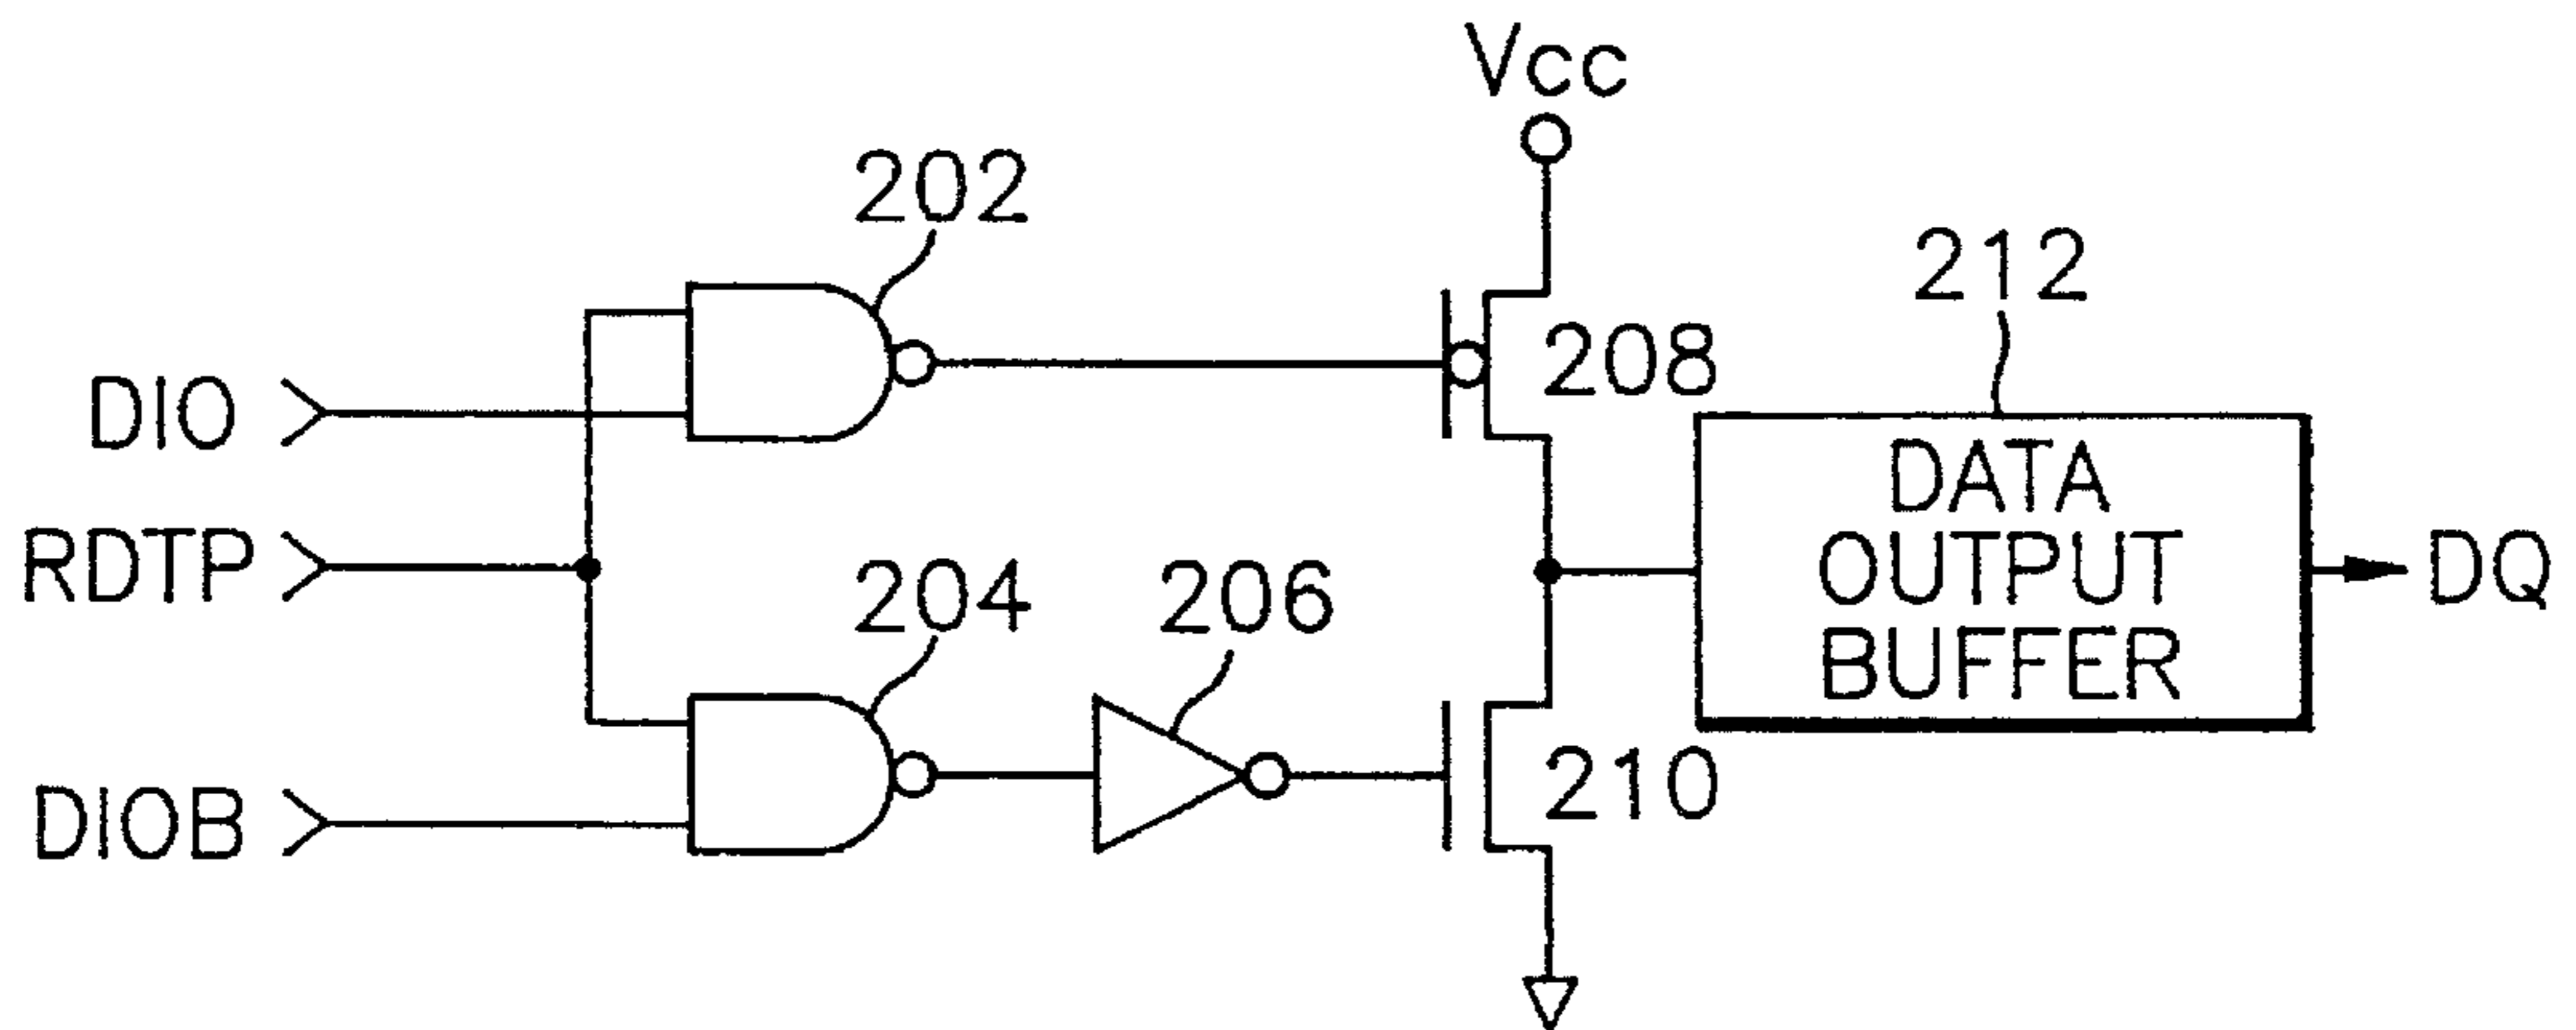 Vcc
202
212
208
DIO
DATA
OUTPUT
BUFFER
DQ
RDTP
204
206
210
DIOB